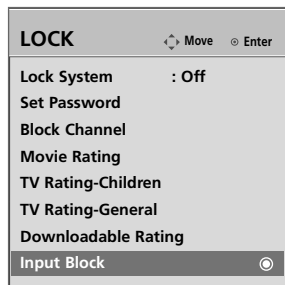 LOCK Move Enter
Lock System : Off
Set Password
Block Channel
Movie Rating
TV Rating-Children
TV Rating-General
Downloadable Rating
Input Block